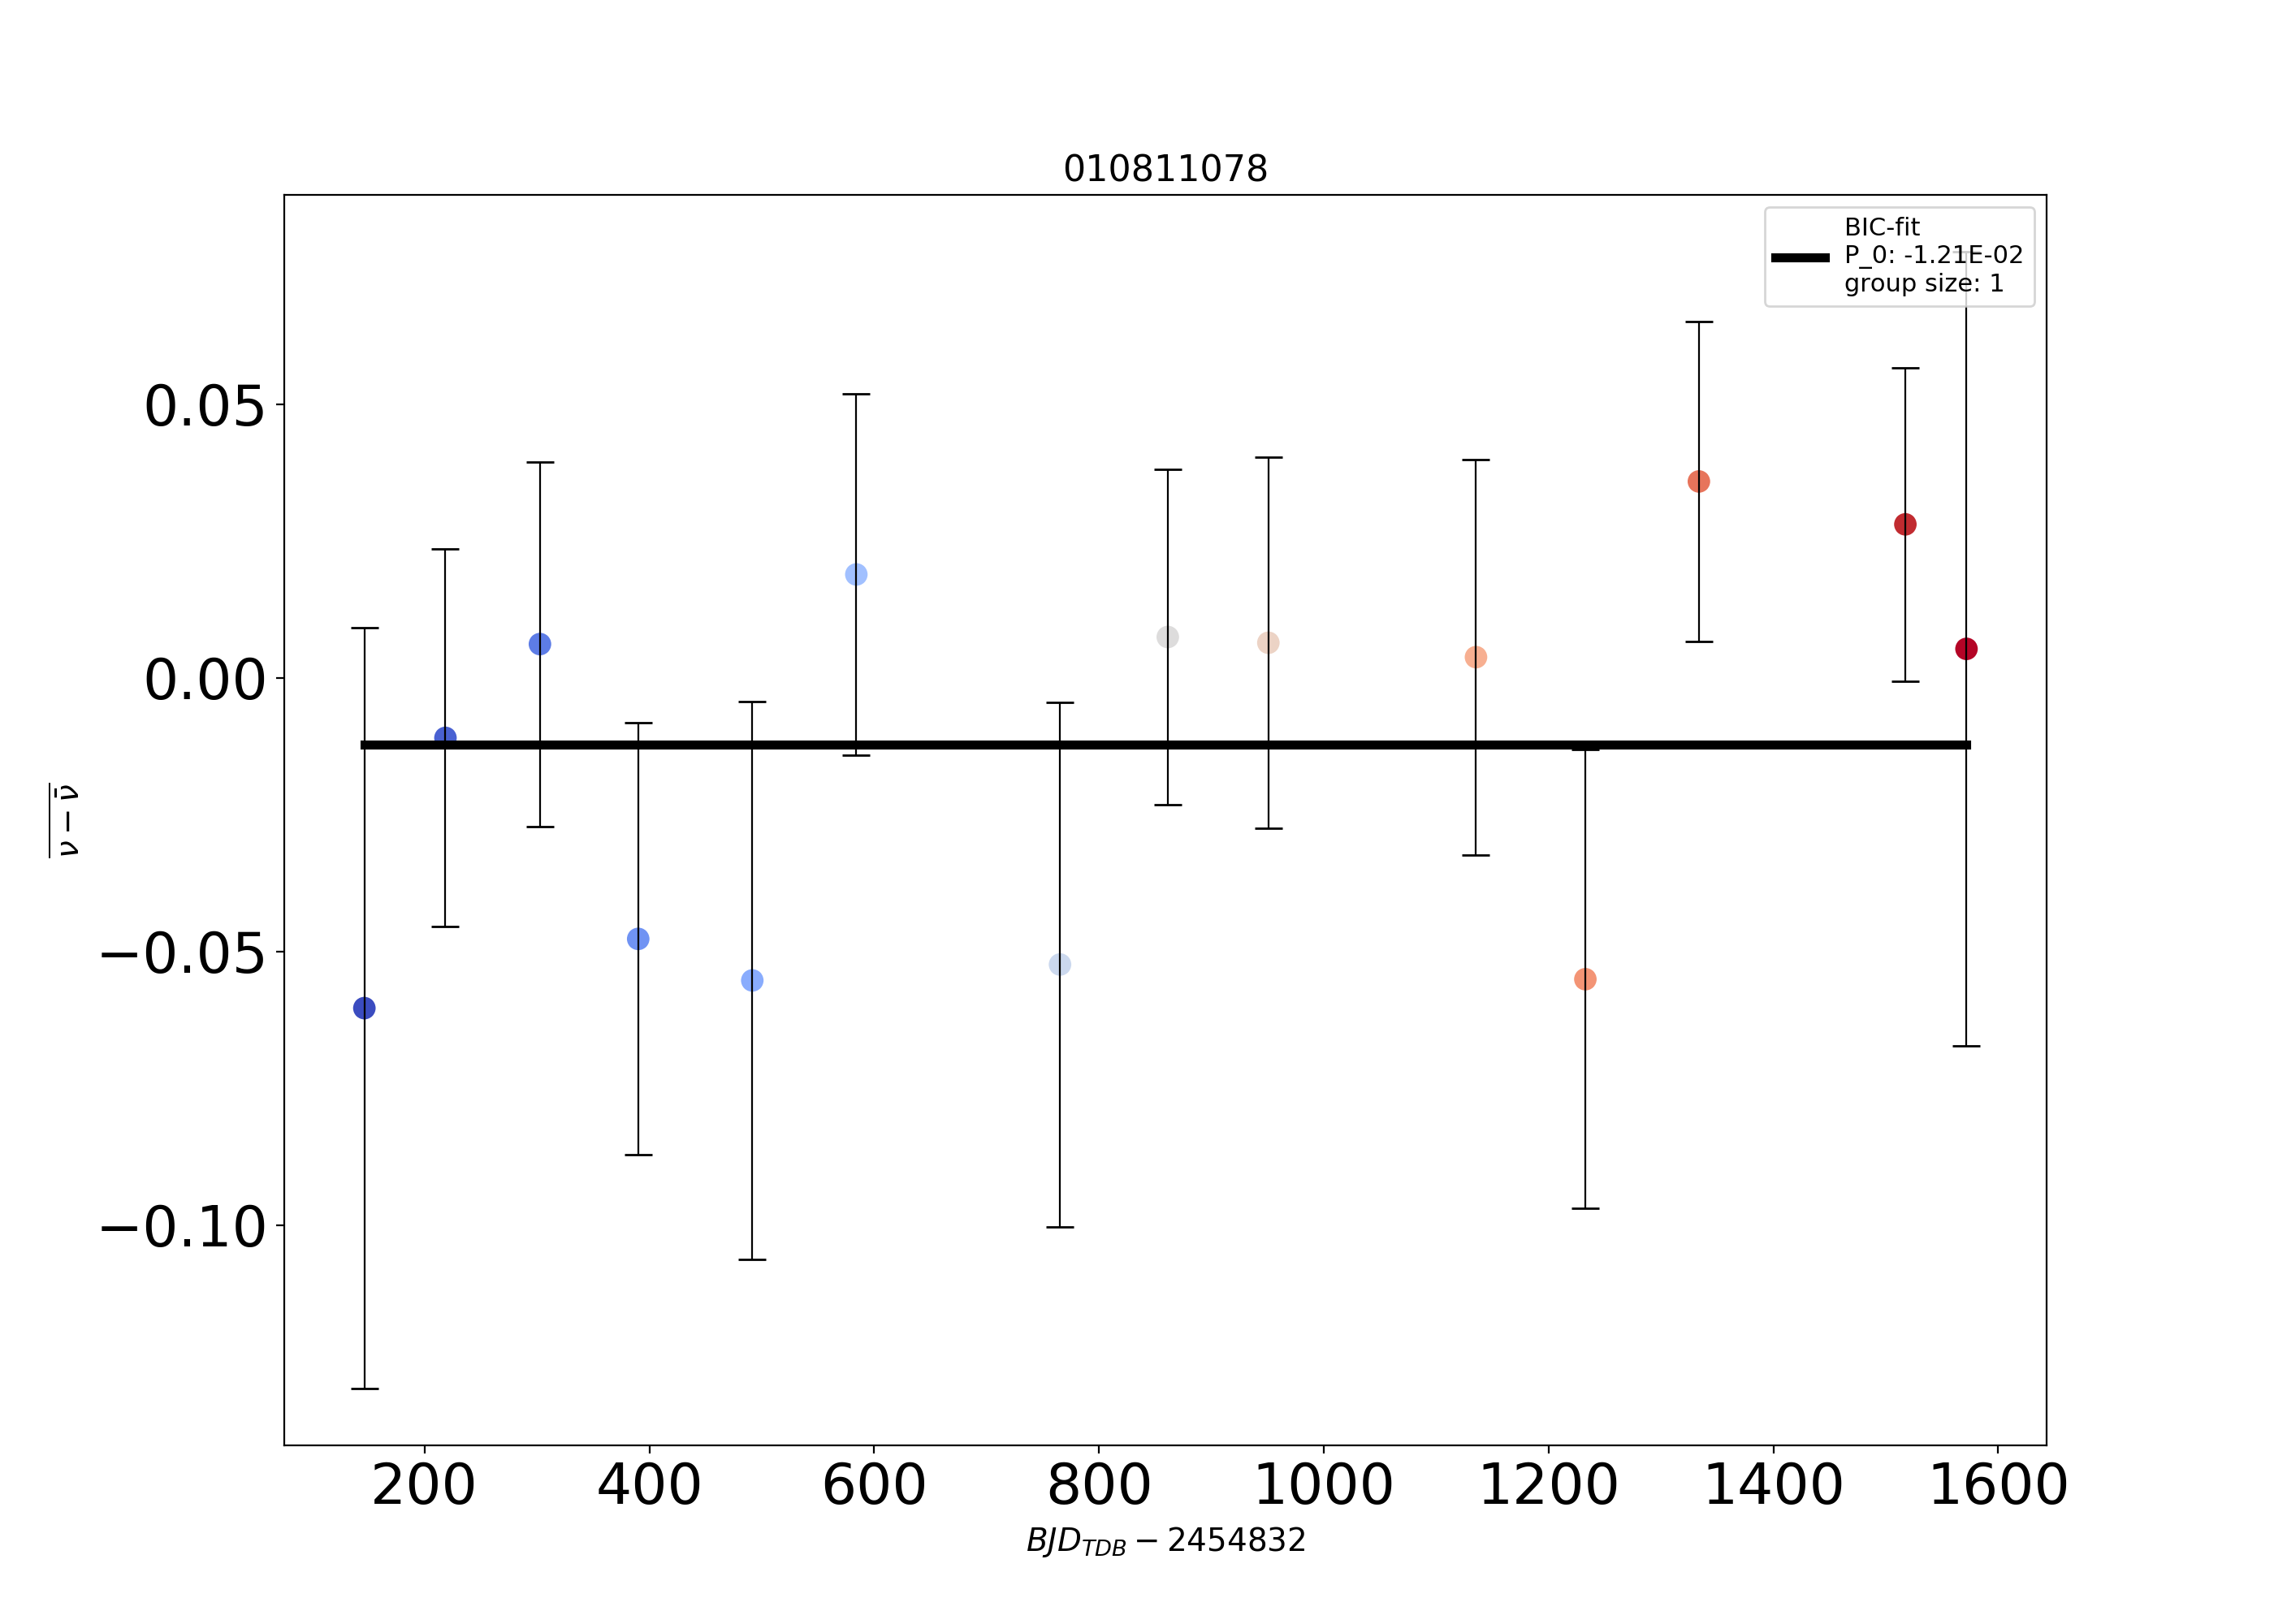 010811078
BIC-fit
P_0: -1.21E-02
group size: 1
0.05
0.00
−0.05
−0.10
ν − ν̄
200 400 600 800 1000 1200 1400 1600
BJD_TDB − 2454832